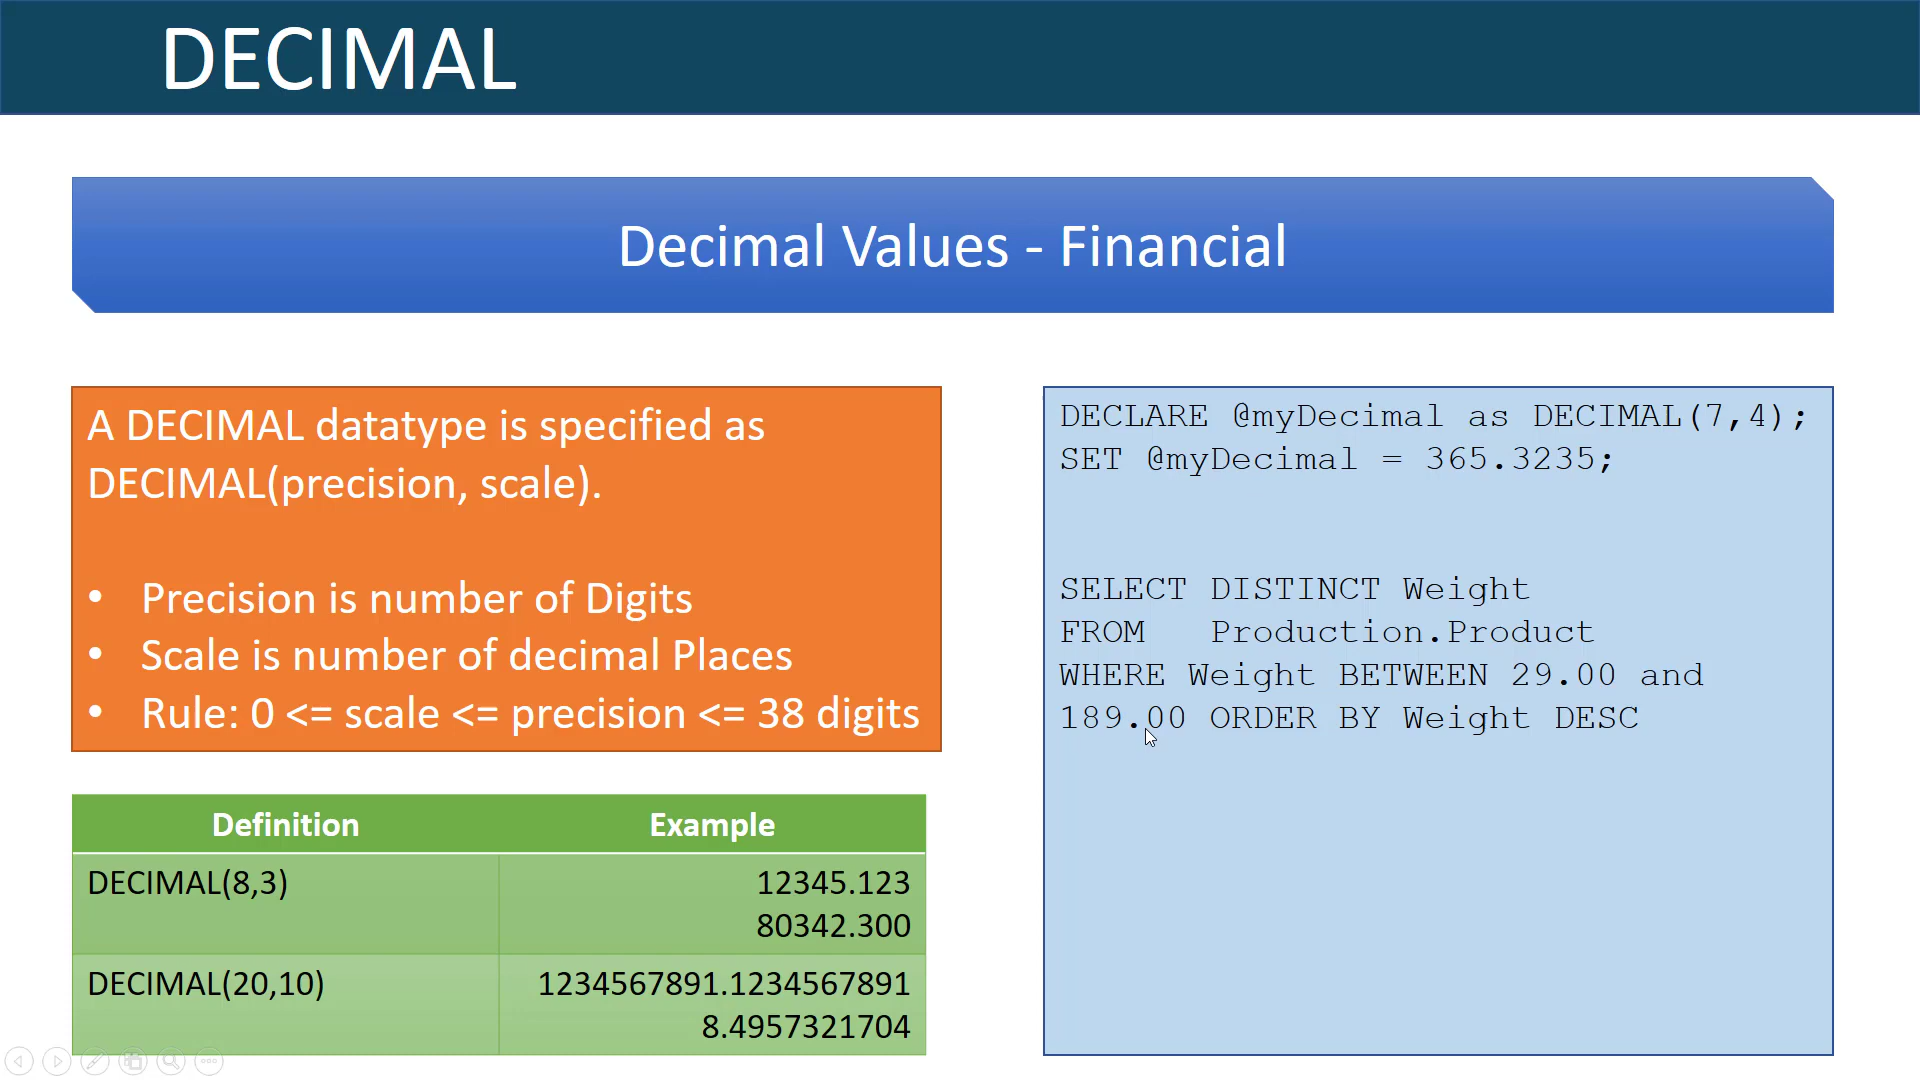 DECIMAL
Decimal Values - Financial
A DECIMAL datatype is specified as
DECIMAL(precision, scale).
• Precision is number of Digits
• Scale is number of decimal Places
• Rule: 0 <= scale <= precision <= 38 digits
DECLARE @myDecimal as DECIMAL(7,4);
SET @myDecimal = 365.3235;
SELECT DISTINCT Weight
FROM   Production.Product
WHERE Weight BETWEEN 29.00 and
189.00 ORDER BY Weight DESC
Definition Example
DECIMAL(8,3) 12345.123
80342.300
DECIMAL(20,10) 1234567891.1234567891
8.4957321704